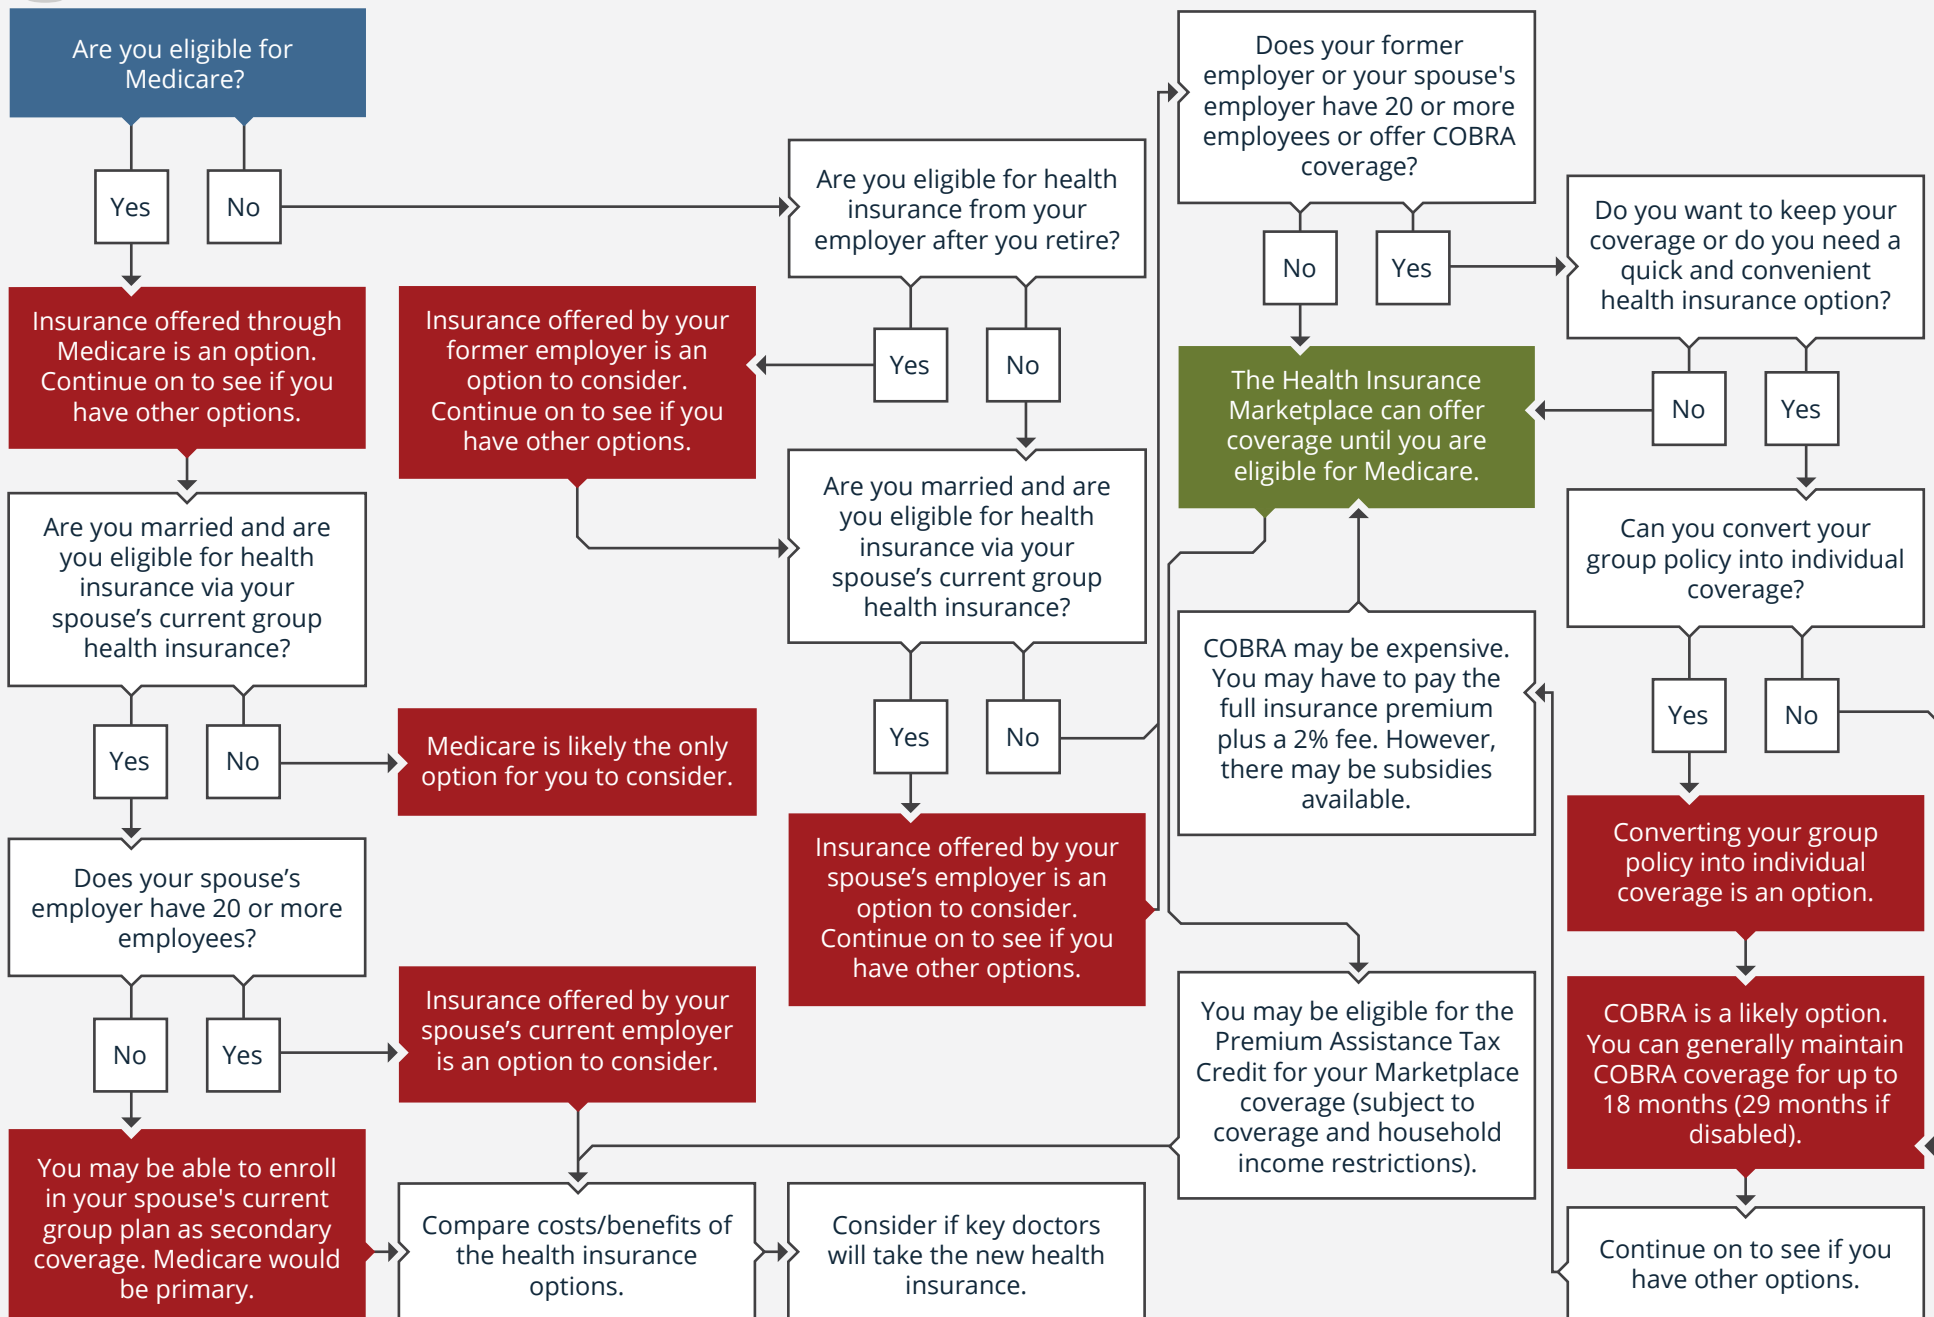 Are you eligible for
Medicare?
Yes
No
Insurance offered through
Medicare is an option.
Continue on to see if you
have other options.
Are you married and are
you eligible for health
insurance via your
spouse’s current group
health insurance?
Yes
No
Medicare is likely the only
option for you to consider.
Does your spouse’s
employer have 20 or more
employees?
No
Yes
Insurance offered by your
spouse’s current employer
is an option to consider.
You may be able to enroll
in your spouse's current
group plan as secondary
coverage. Medicare would
be primary.
Compare costs/benefits of
the health insurance
options.
Consider if key doctors
will take the new health
insurance.
Are you eligible for health
insurance from your
employer after you retire?
Yes
No
Insurance offered by your
former employer is an
option to consider.
Continue on to see if you
have other options.
Are you married and are
you eligible for health
insurance via your
spouse’s current group
health insurance?
Yes
No
Insurance offered by your
spouse’s employer is an
option to consider.
Continue on to see if you
have other options.
Does your former
employer or your spouse's
employer have 20 or more
employees or offer COBRA
coverage?
No
Yes
The Health Insurance
Marketplace can offer
coverage until you are
eligible for Medicare.
COBRA may be expensive.
You may have to pay the
full insurance premium
plus a 2% fee. However,
there may be subsidies
available.
You may be eligible for the
Premium Assistance Tax
Credit for your Marketplace
coverage (subject to
coverage and household
income restrictions).
Do you want to keep your
coverage or do you need a
quick and convenient
health insurance option?
No
Yes
Can you convert your
group policy into individual
coverage?
Yes
No
Converting your group
policy into individual
coverage is an option.
COBRA is a likely option.
You can generally maintain
COBRA coverage for up to
18 months (29 months if
disabled).
Continue on to see if you
have other options.